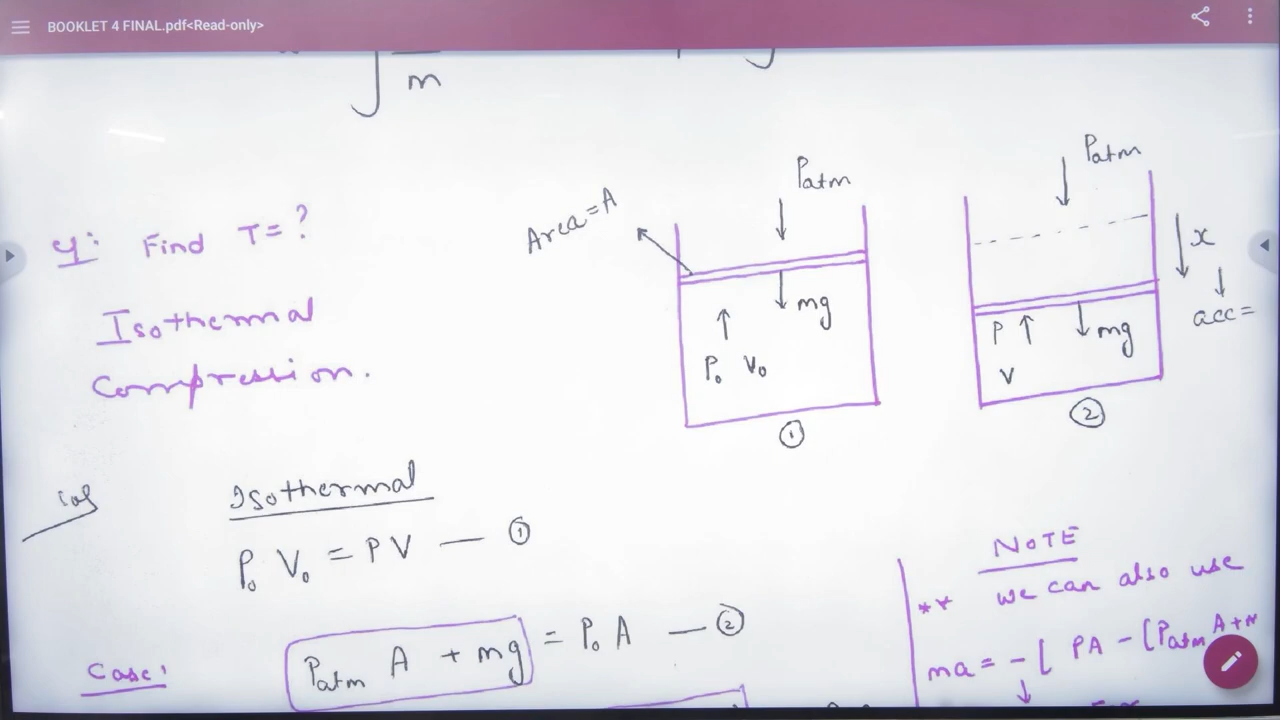 BOOKLET 4 FINAL.pdf<Read-only>
m
Q: Find T = ?
Isothermal
Compression.
Area = A
Patm
mg
P₀ V₀
①
Patm
x
acc =
P
mg
V
②
Sol
Isothermal
P₀ V₀ = PV — ①
Case:
Patm A + mg = P₀ A — ②
NOTE
** we can also use
ma = - [ PA - [Patm A + m